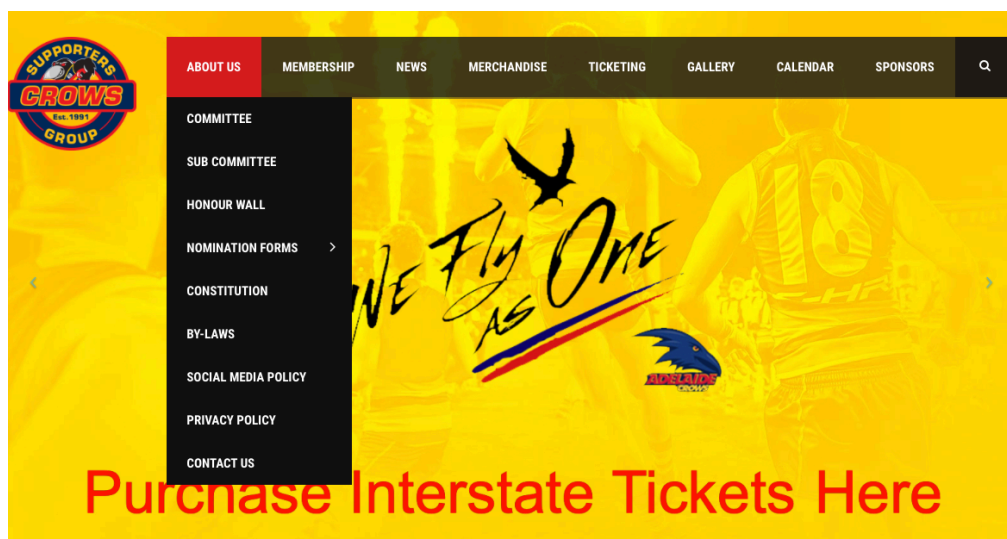 SUPPORTERS
CROWS
Est. 1991
GROUP
ABOUT US MEMBERSHIP NEWS MERCHANDISE TICKETING GALLERY CALENDAR SPONSORS
COMMITTEE
SUB COMMITTEE
HONOUR WALL
NOMINATION FORMS
CONSTITUTION
BY-LAWS
SOCIAL MEDIA POLICY
PRIVACY POLICY
CONTACT US
WE Fly One
AS
18
ADELAIDE
CROWS
Purchase Interstate Tickets Here